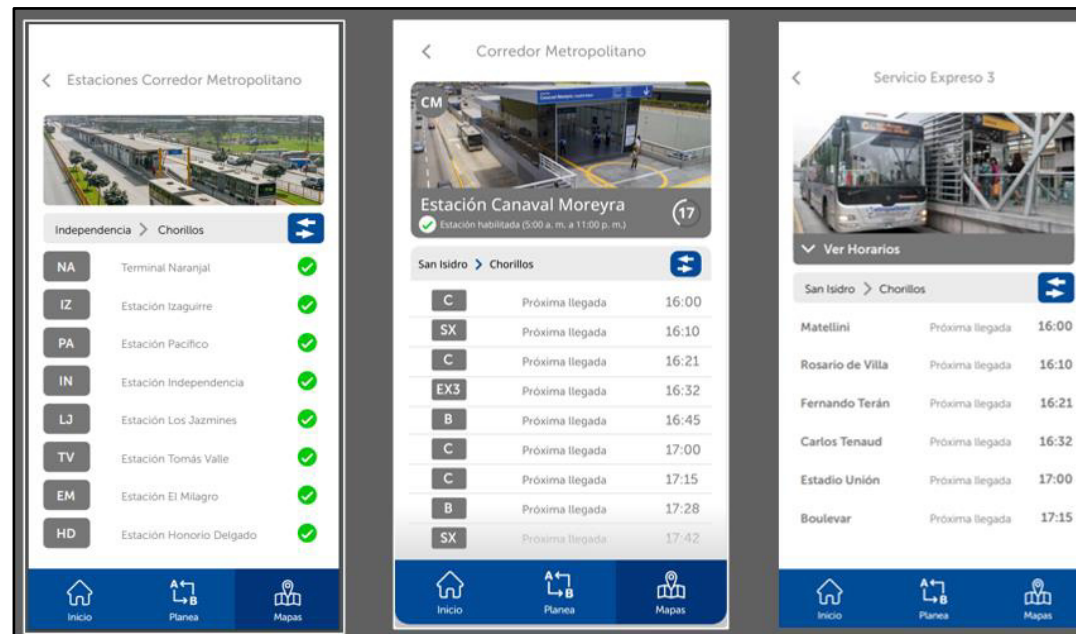 Estaciones Corredor Metropolitano
Independencia > Chorillos
NA Terminal Naranjal
IZ Estación Izaguirre
PA Estación Pacífico
IN Estación Independencia
LJ Estación Los Jazmines
TV Estación Tomás Valle
EM Estación El Milagro
HD Estación Honorio Delgado
Inicio
A B Planea
Mapas
Corredor Metropolitano
CM
Estación Canaval Moreyra
17
Estación habilitada (5:00 a. m. a 11:00 p. m.)
San Isidro > Chorillos
C Próxima llegada 16:00
SX Próxima llegada 16:10
C Próxima llegada 16:21
EX3 Próxima llegada 16:32
B Próxima llegada 16:45
C Próxima llegada 17:00
C Próxima llegada 17:15
B Próxima llegada 17:28
SX Próxima llegada 17:42
Inicio
A B Planea
Mapas
Servicio Expreso 3
Ver Horarios
San Isidro > Chorillos
Matellini Próxima llegada 16:00
Rosario de Villa Próxima llegada 16:10
Fernando Terán Próxima llegada 16:21
Carlos Tenaud Próxima llegada 16:32
Estadio Unión Próxima llegada 17:00
Boulevar Próxima llegada 17:15
Inicio
A B Planea
Mapas